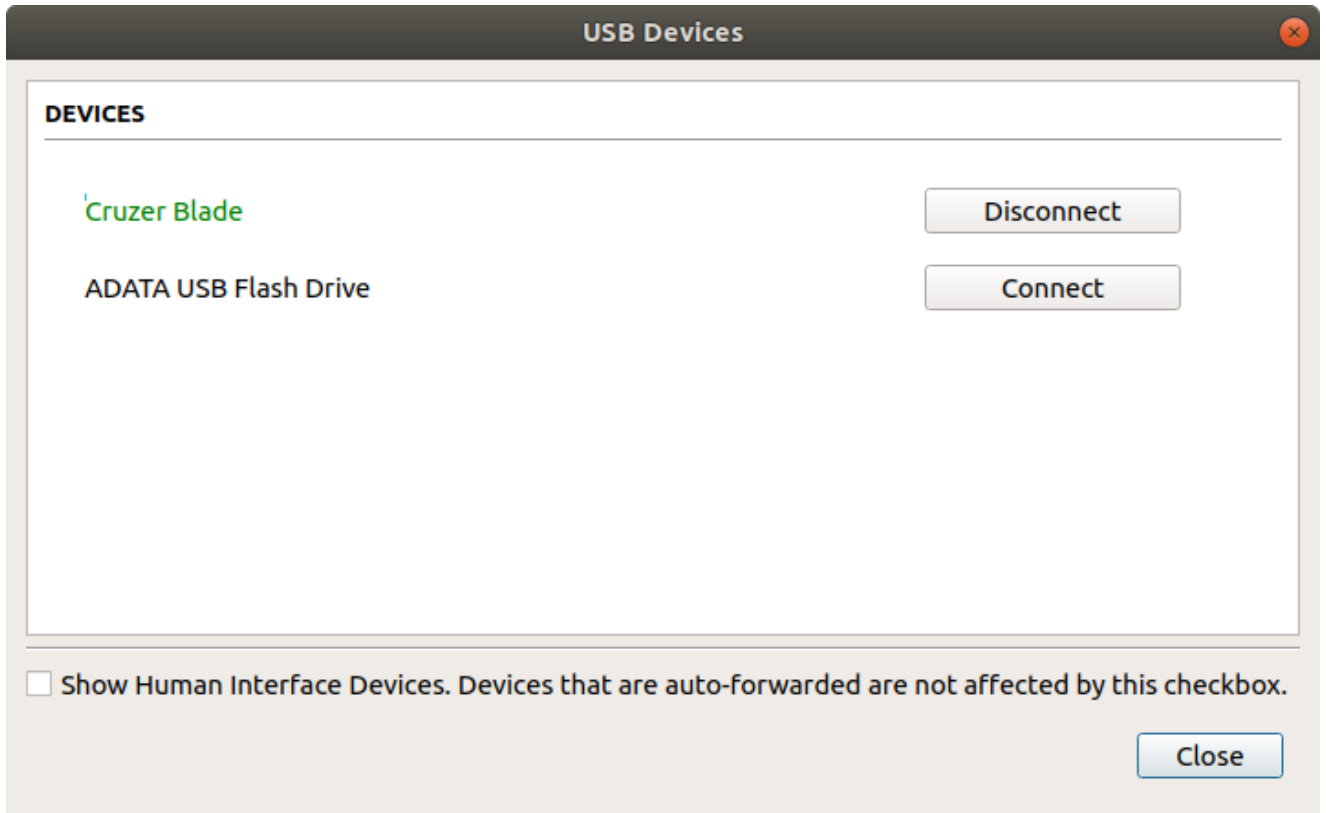 USB Devices
DEVICES
Cruzer Blade
Disconnect
ADATA USB Flash Drive
Connect
Show Human Interface Devices. Devices that are auto-forwarded are not affected by this checkbox.
Close